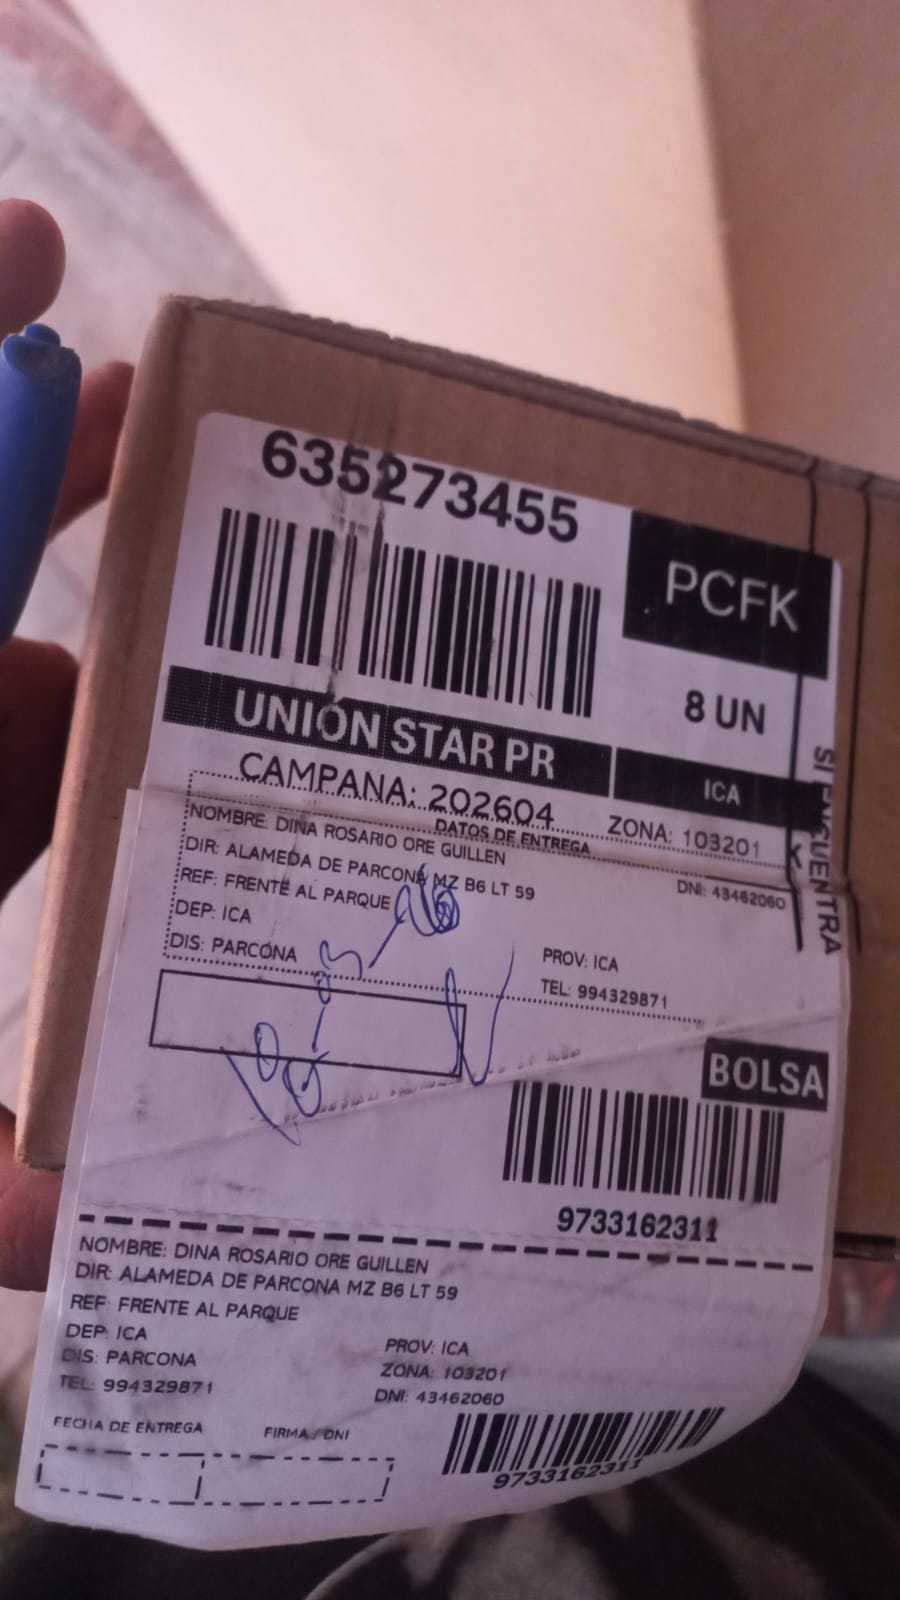 635273455
PCFK
8 UN
UNIÓN STAR PR
ICA
CAMPANA: 202604
ZONA: 103201
DATOS DE ENTREGA
NOMBRE: DINA ROSARIO ORE GUILLEN
DNI: 43462060
DIR: ALAMEDA DE PARCONA MZ B6 LT 59
REF: FRENTE AL PARQUE
DEP: ICA
PROV: ICA
DIS: PARCONA
TEL: 994329871
BOLSA
9733162311
NOMBRE: DINA ROSARIO ORE GUILLEN
DIR: ALAMEDA DE PARCONA MZ B6 LT 59
REF: FRENTE AL PARQUE
DEP: ICA
PROV: ICA
DIS: PARCONA
ZONA: 103201
TEL: 994329871
DNI: 43462060
FECHA DE ENTREGA
FIRMA / DNI
9733162311